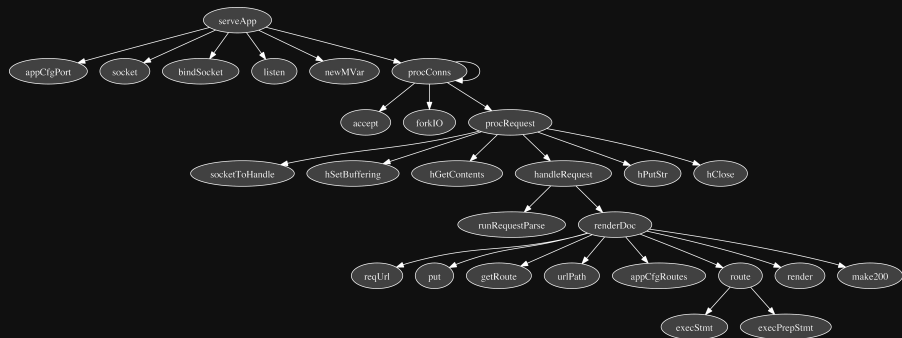 serveApp
appCfgPort
socket
bindSocket
listen
newMVar
procConns
accept
forkIO
procRequest
socketToHandle
hSetBuffering
hGetContents
handleRequest
hPutStr
hClose
runRequestParse
renderDoc
reqUrl
put
getRoute
urlPath
appCfgRoutes
route
render
make200
execStmt
execPrepStmt